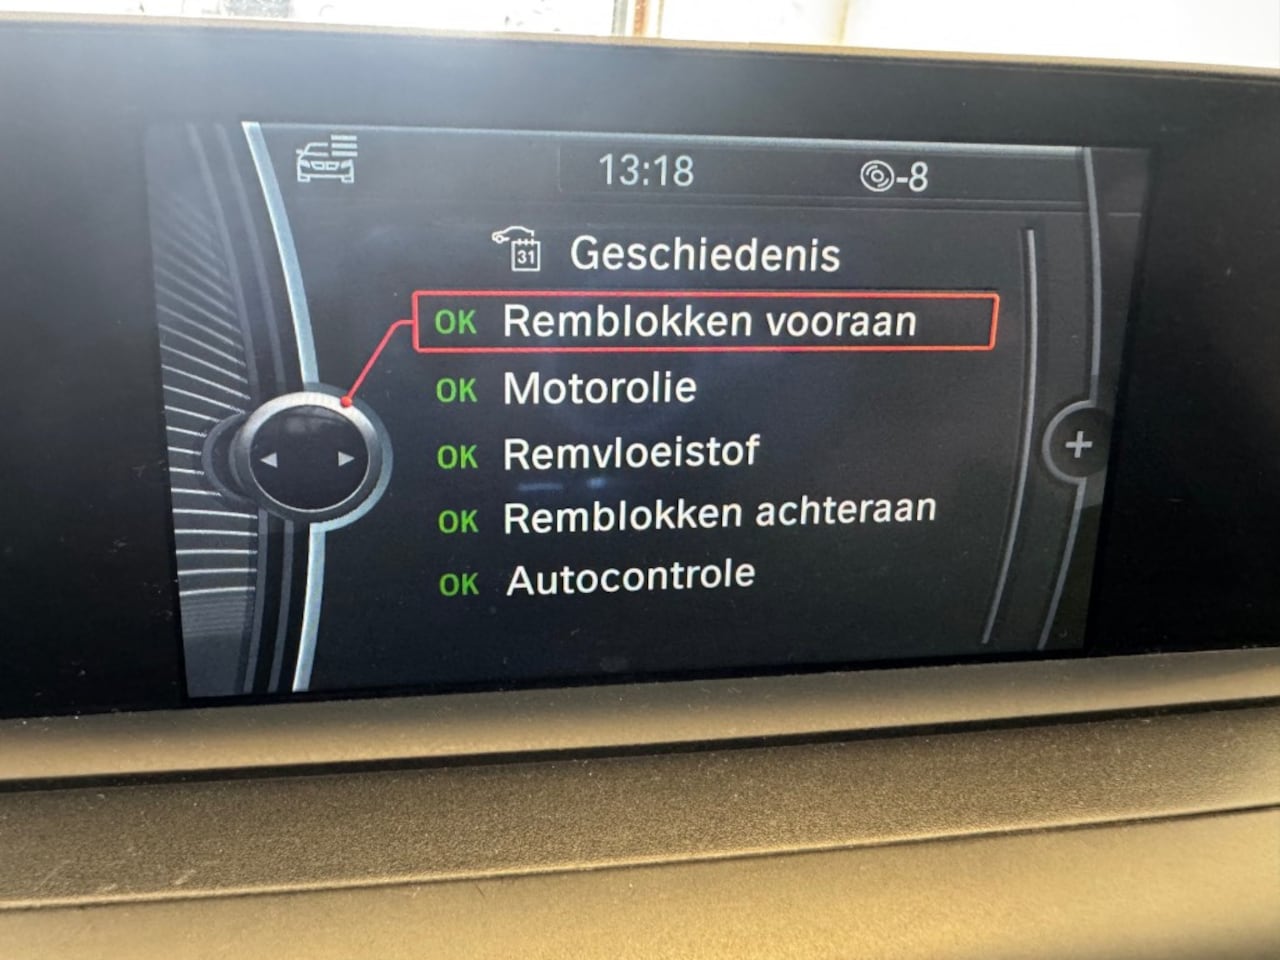 13:18 -8
31 Geschiedenis
OK Remblokken vooraan
OK Motorolie
OK Remvloeistof
OK Remblokken achteraan
OK Autocontrole